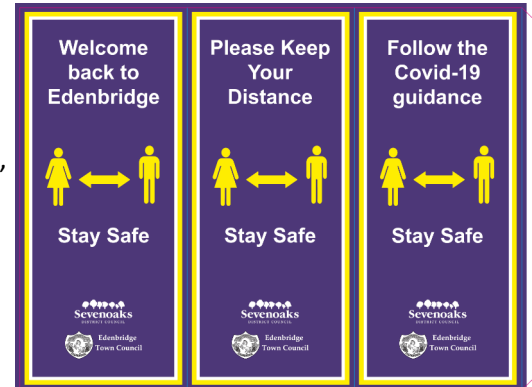 ,
Welcome
back to
Edenbridge
Stay Safe
Sevenoaks
DISTRICT COUNCIL
Edenbridge
Town Council
Please Keep
Your
Distance
Stay Safe
Sevenoaks
DISTRICT COUNCIL
Edenbridge
Town Council
Follow the
Covid-19
guidance
Stay Safe
Sevenoaks
DISTRICT COUNCIL
Edenbridge
Town Council